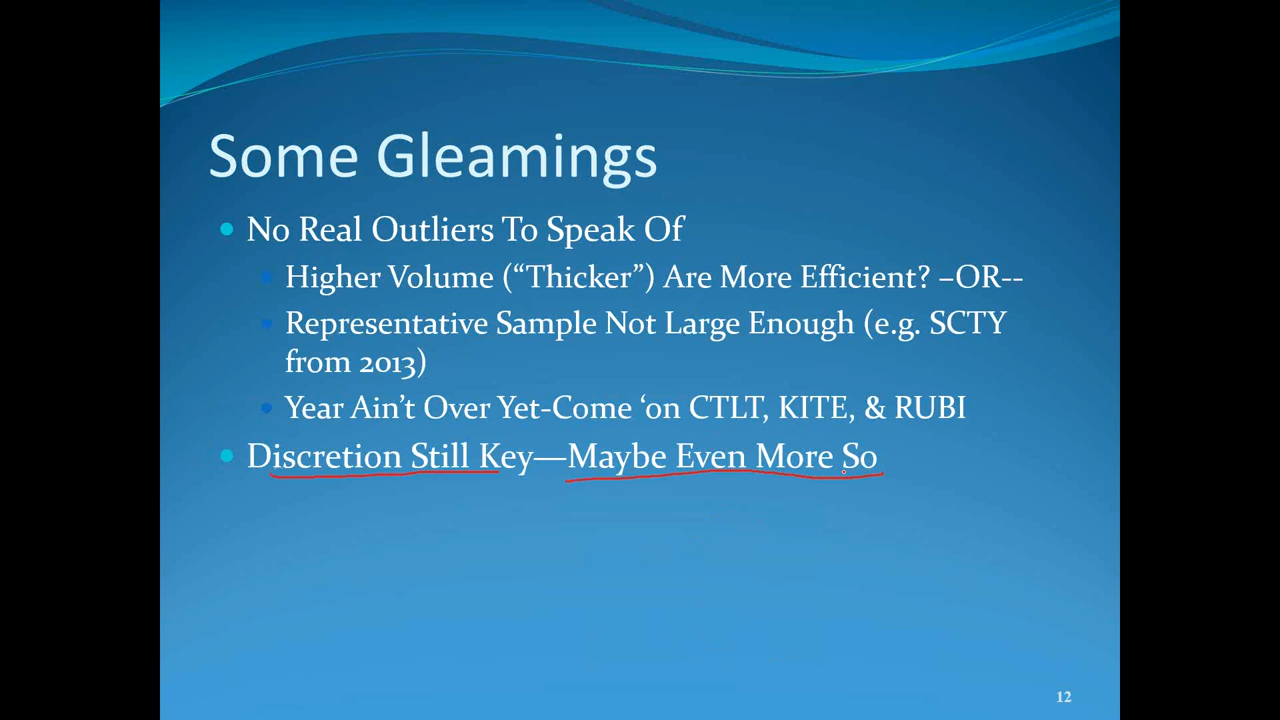 Some Gleamings
No Real Outliers To Speak Of
Higher Volume (“Thicker”) Are More Efficient? –OR--
Representative Sample Not Large Enough (e.g. SCTY
from 2013)
Year Ain’t Over Yet-Come ‘on CTLT, KITE, & RUBI
Discretion Still Key—Maybe Even More So
12